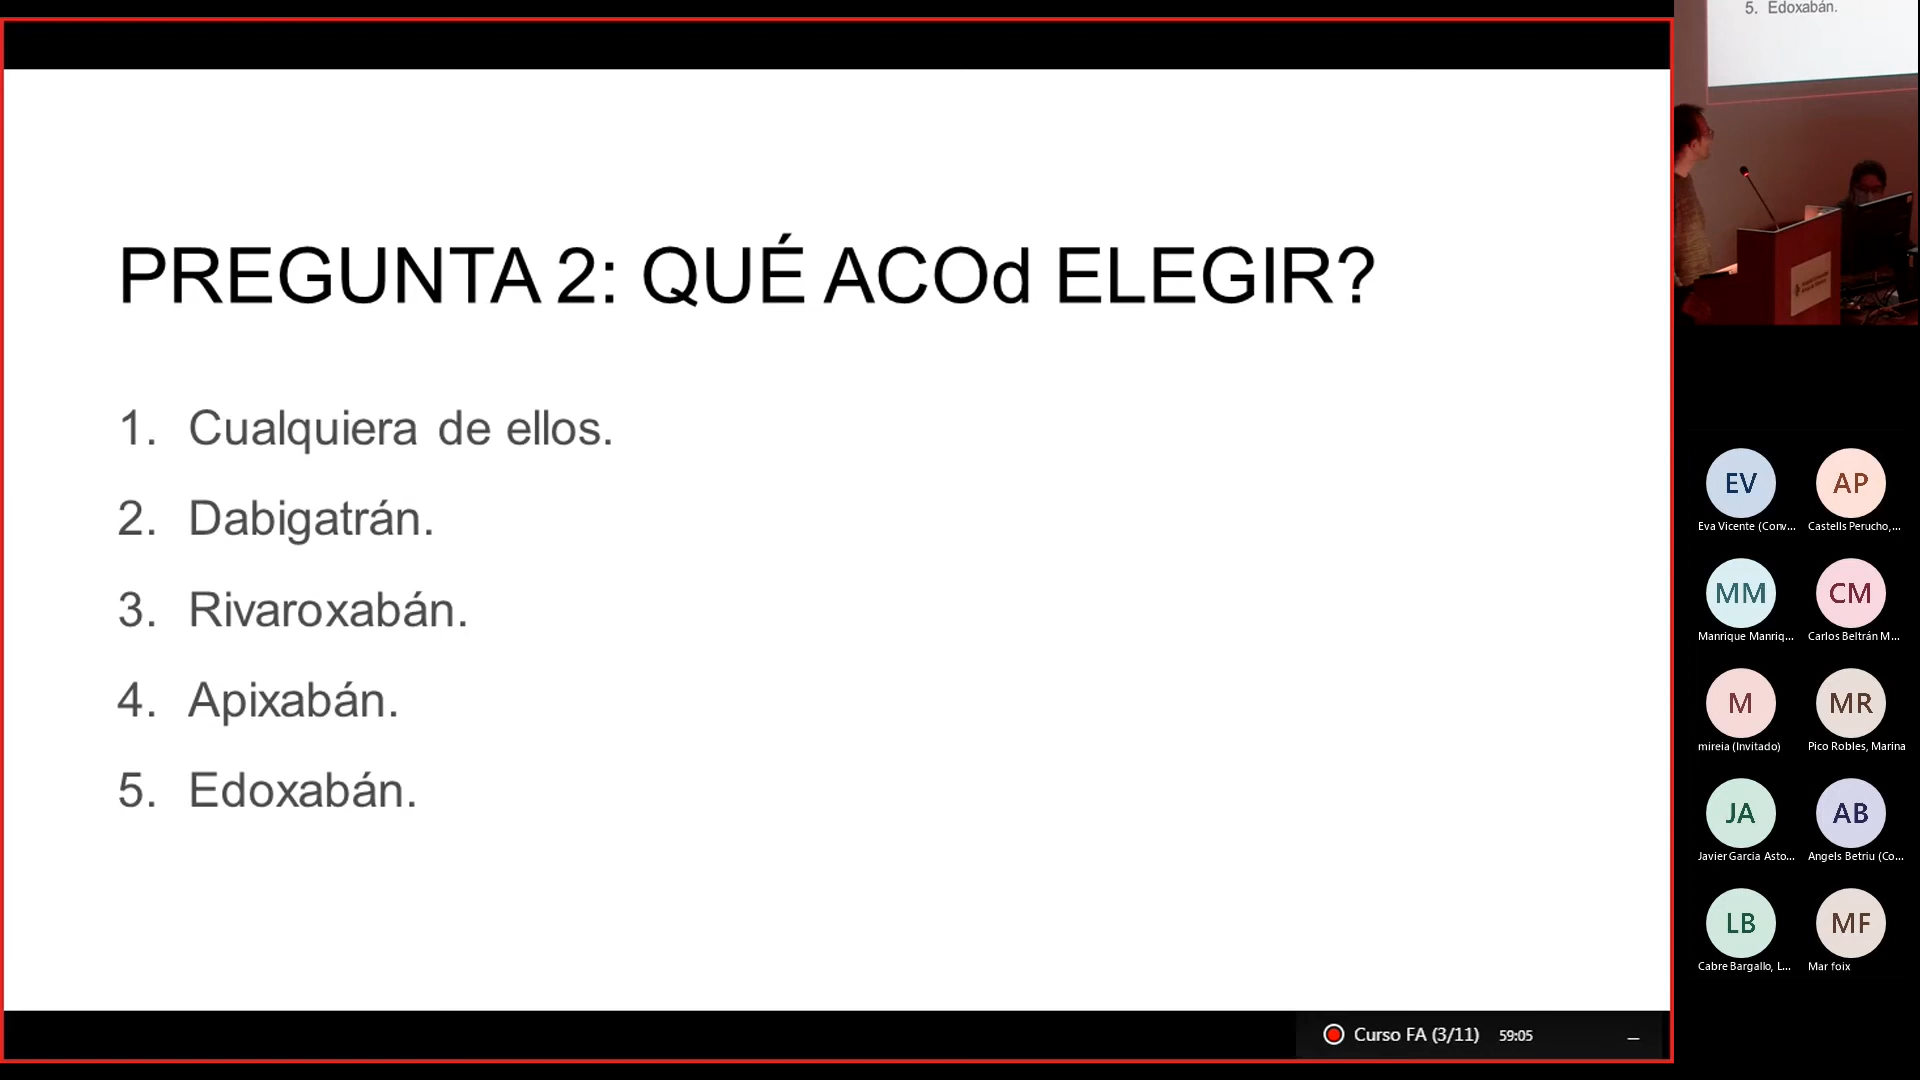 PREGUNTA 2: QUÉ ACOd ELEGIR?
1. Cualquiera de ellos.
2. Dabigatrán.
3. Rivaroxabán.
4. Apixabán.
5. Edoxabán.
Curso FA (3/11) 59:05
5. Edoxabán.
EV AP
Eva Vicente (Conv... Castells Perucho,...
MM CM
Manrique Manriq... Carlos Beltrán M...
M MR
mireia (Invitado) Pico Robles, Marina
JA AB
Javier Garcia Asto... Angels Betriu (Co...
LB MF
Cabre Bargallo, L... Mar foix